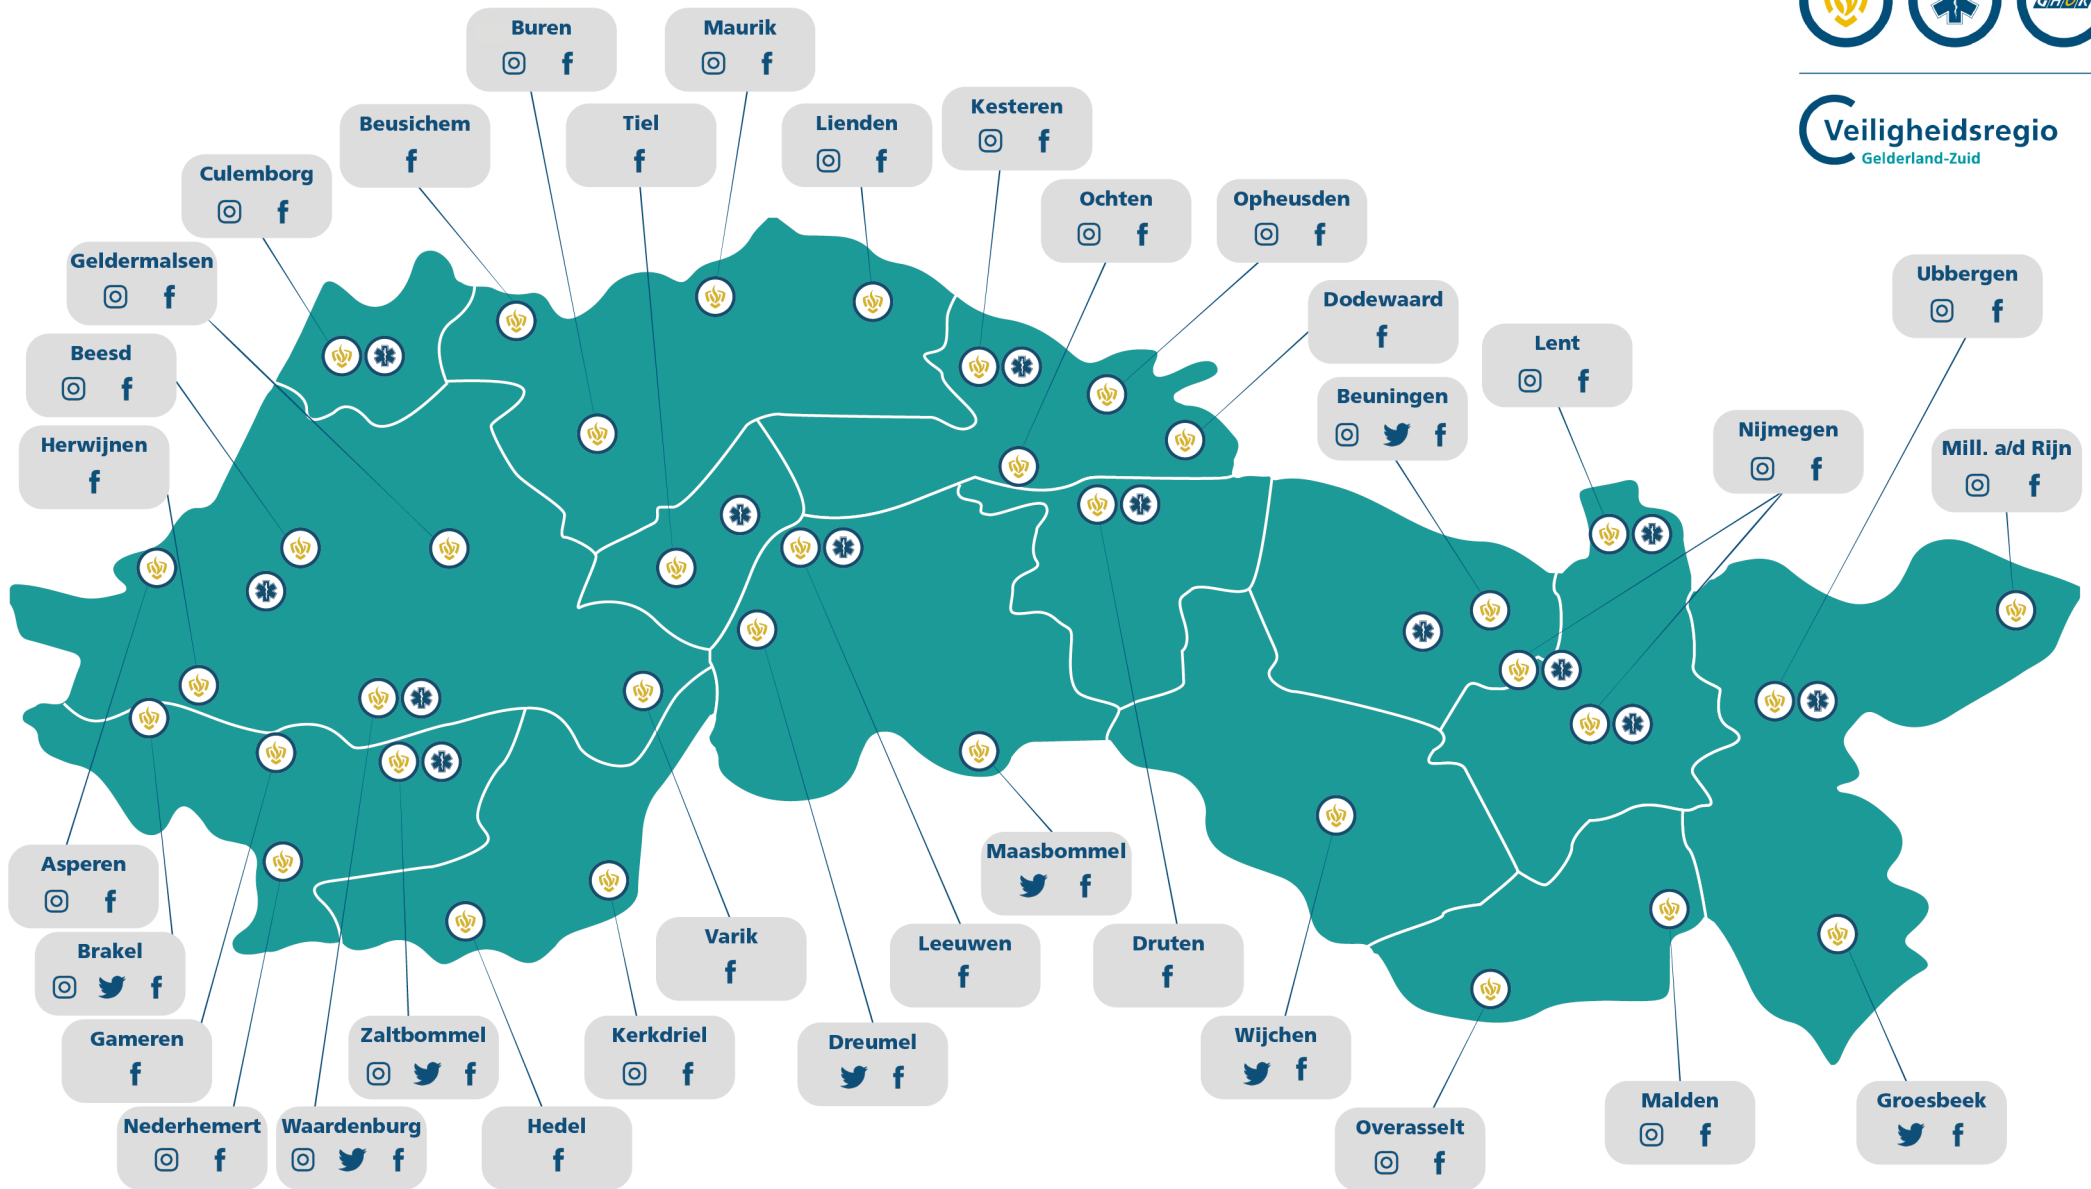 Buren
Maurik
GHOR
Kesteren
Beusichem
Tiel
Lienden
Veiligheidsregio
Gelderland-Zuid
Culemborg
Ochten
Opheusden
Geldermalsen
Ubbergen
Dodewaard
Lent
Beesd
Beuningen
Nijmegen
Herwijnen
Mill. a/d Rijn
Maasbommel
Asperen
Varik
Leeuwen
Druten
Brakel
Gameren
Zaltbommel
Kerkdriel
Dreumel
Wijchen
Nederhemert
Waardenburg
Hedel
Overasselt
Malden
Groesbeek